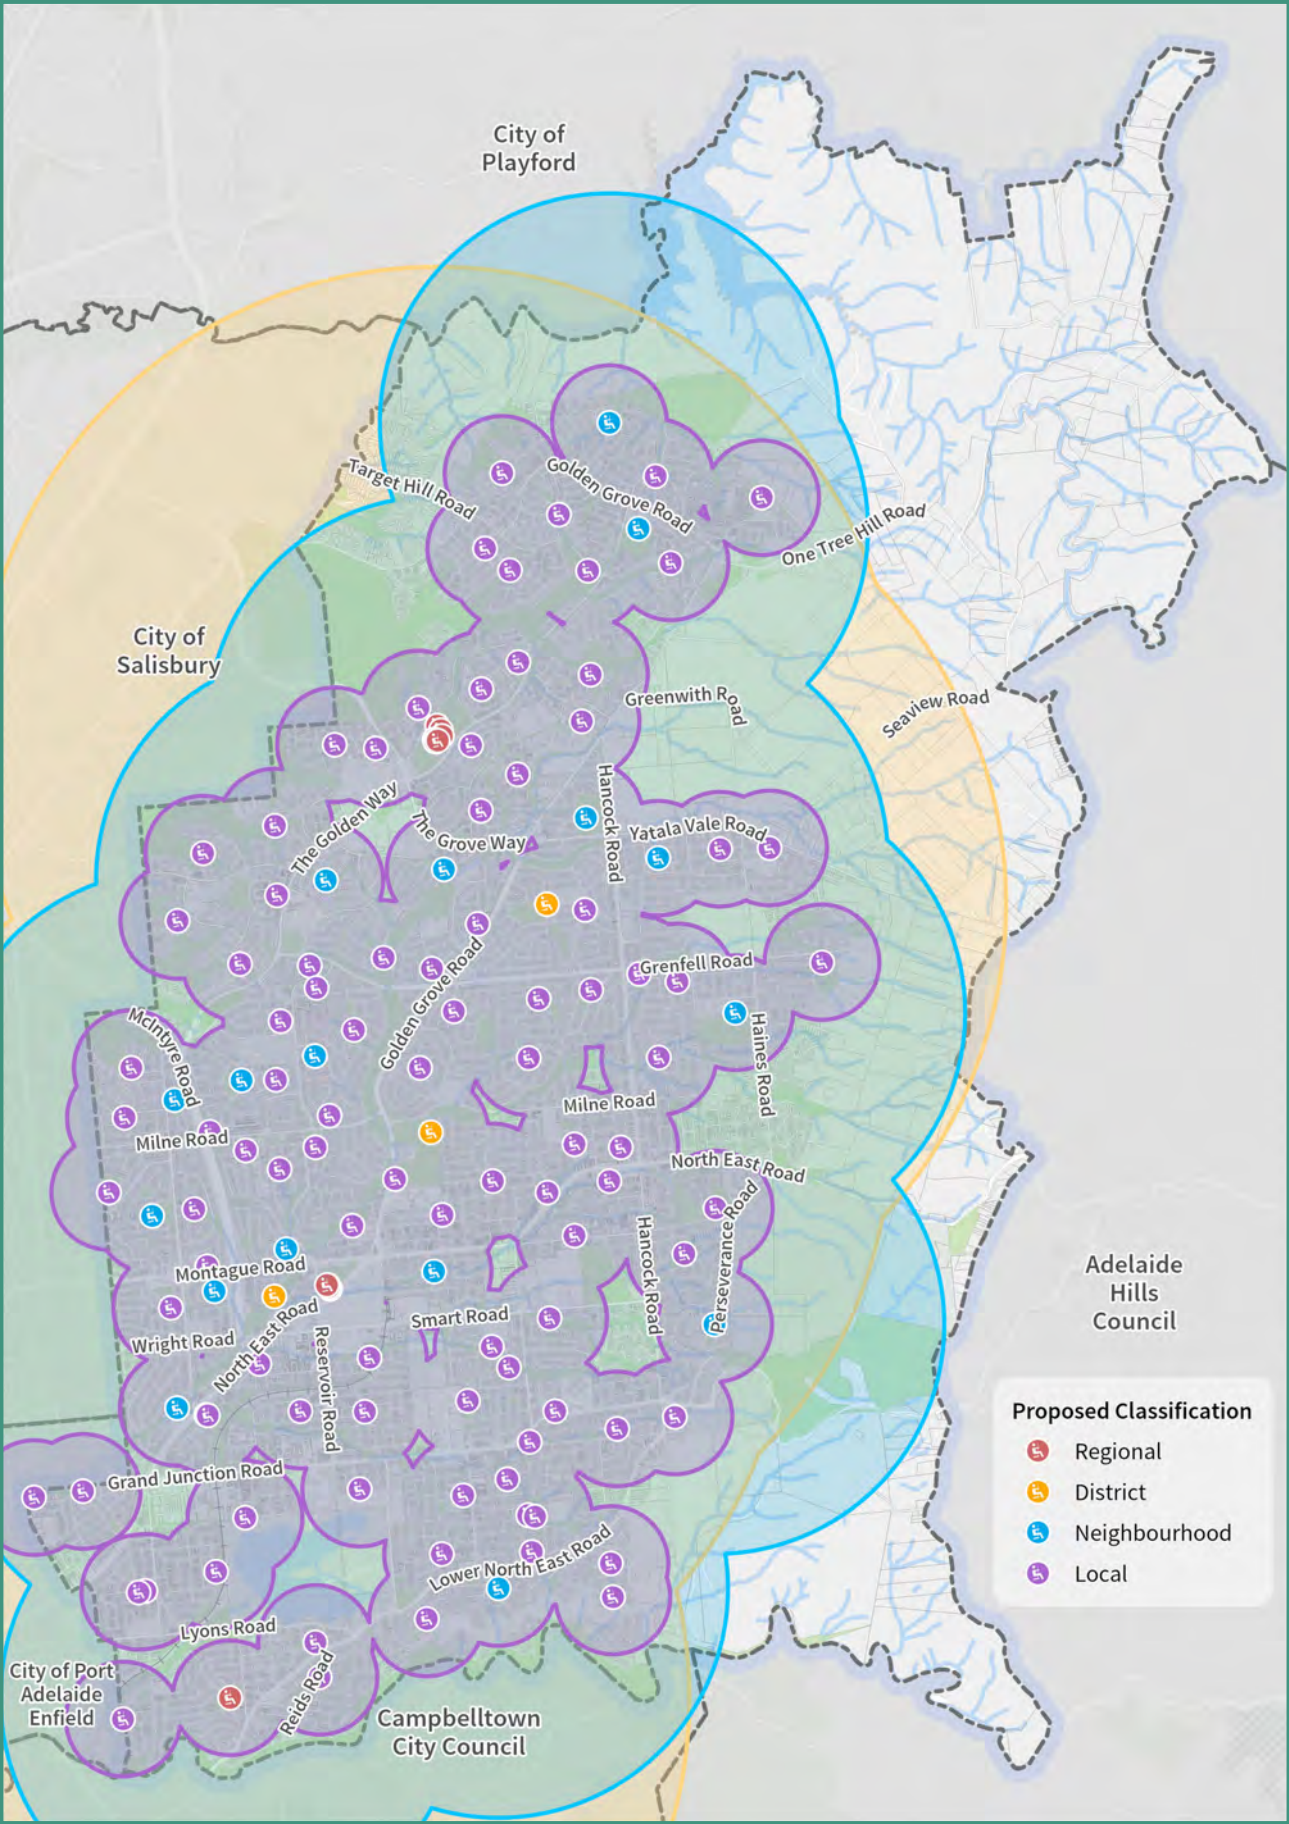 City of
Playford
Target Hill Road
Golden Grove Road
One Tree Hill Road
City of
Salisbury
Greenwith Road
Seaview Road
Hancock Road
The Golden Way
The Grove Way
Yatala Vale Road
Golden Grove Road
Grenfell Road
McIntyre Road
Haines Road
Milne Road
Milne Road
North East Road
Perseverance Road
Hancock Road
Montague Road
Adelaide
Hills
Council
Smart Road
Wright Road
North East Road
Reservoir Road
Proposed Classification
Regional
District
Neighbourhood
Local
Grand Junction Road
Lower North East Road
Lyons Road
Reids Road
City of Port
Adelaide
Enfield
Campbelltown
City Council